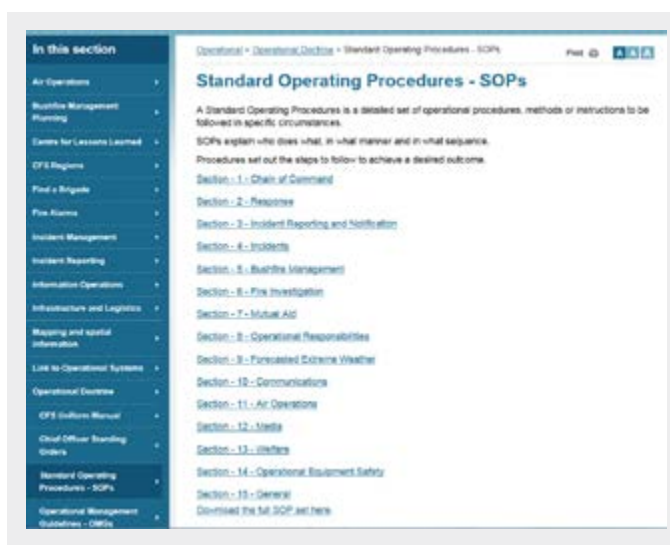 In this section
Air Operations
Bushfire Management
Planning
Centre for Lessons Learned
CFS Regions
Find a Brigade
Fire Alarms
Incident Management
Incident Reporting
Information Operations
Infrastructure and Logistics
Mapping and spatial
information
Link to Operational Systems
Operational Doctrine
CFS Uniform Manual
Chief Officer Standing
Orders
Standard Operating
Procedures - SOPs
Operational Management
Guidelines - OMGs
Operational > Operational Doctrine > Standard Operating Procedures - SOPs
Print A A A
Standard Operating Procedures - SOPs
A Standard Operating Procedures is a detailed set of operational procedures, methods or instructions to be
followed in specific circumstances.
SOPs explain who does what, in what manner and in what sequence.
Procedures set out the steps to follow to achieve a desired outcome.
Section - 1 - Chain of Command
Section - 2 - Response
Section - 3 - Incident Reporting and Notification
Section - 4 - Incidents
Section - 5 - Bushfire Management
Section - 6 - Fire Investigation
Section - 7 - Mutual Aid
Section - 8 - Operational Responsibilities
Section - 9 - Forecasted Extreme Weather
Section - 10 - Communications
Section - 11 - Air Operations
Section - 12 - Media
Section - 13 - Welfare
Section - 14 - Operational Equipment Safety
Section - 15 - General
Download the full SOP set here